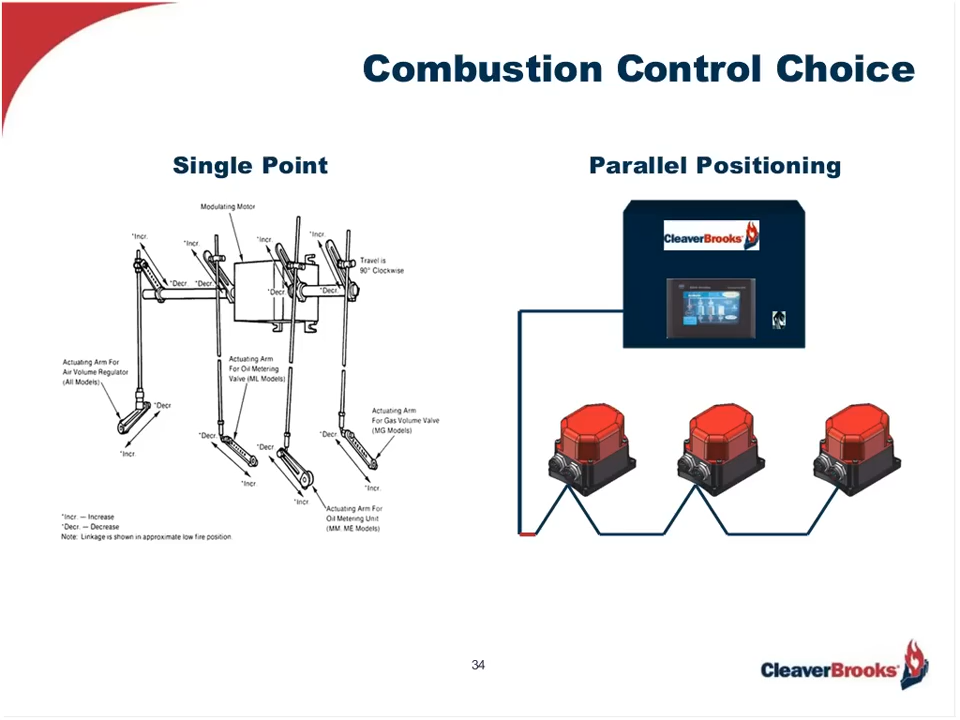 Combustion Control Choice
Single Point
Parallel Positioning
Modulating Motor
*Incr.
*Incr.
*Incr.
*Incr.
Travel is
90° Clockwise
*Decr.
*Decr.
*Decr.
*Decr.
CleaverBrooks
Actuating Arm For
Air Volume Regulator
(All Models)
Actuating Arm
For Oil Metering
Valve (ML Models)
*Decr
*Incr.
Actuating Arm
For Gas Volume Valve
(MG Models)
*Decr.
*Decr
*Decr.
*Incr
*Incr
*Incr.
Actuating Arm For
Oil Metering Unit
(MM. ME Models)
*Incr. — Increase
*Decr. — Decrease
Note: Linkage is shown in approximate low fire position
34
CleaverBrooks